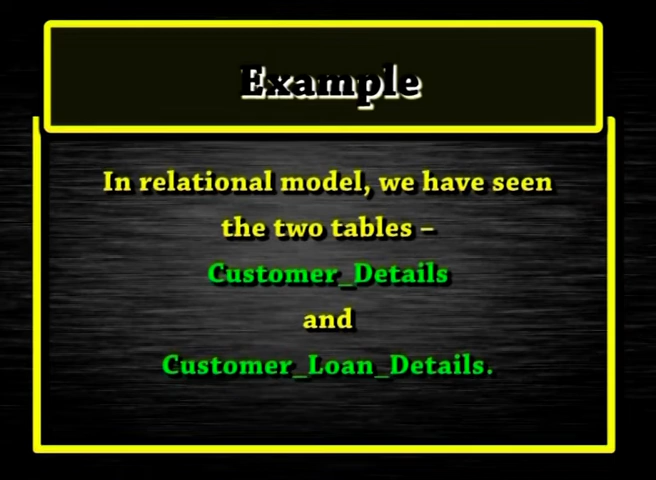 Example
In relational model, we have seen
the two tables –
Customer_Details
and
Customer_Loan_Details.